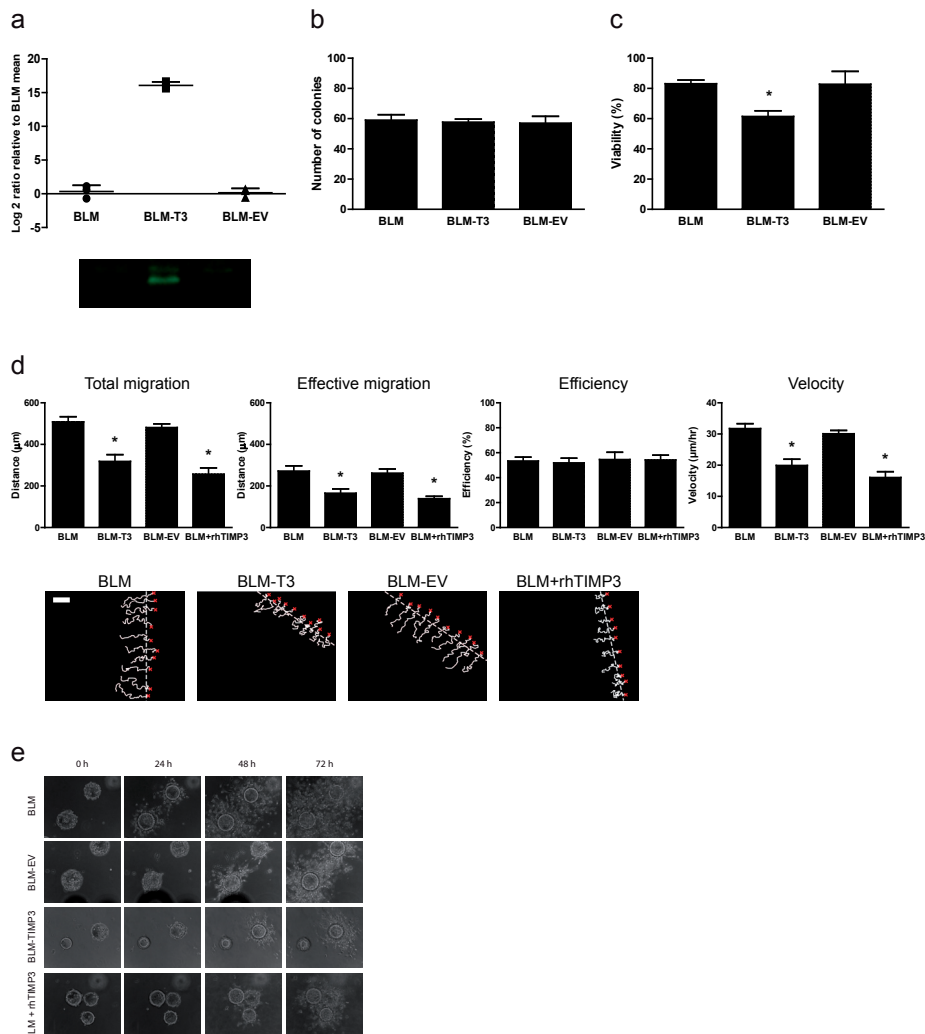 a
Log 2 ratio relative to BLM mean
20
15
10
5
0
-5
BLM
BLM-T3
BLM-EV
b
Number of colonies
100
80
60
40
20
0
BLM
BLM-T3
BLM-EV
c
Viability (%)
100
80
60
40
20
0
*
BLM
BLM-T3
BLM-EV
d
Total migration
Distance (µm)
600
400
200
0
*
*
BLM
BLM-T3
BLM-EV
BLM+rhTIMP3
Effective migration
Distance (µm)
600
400
200
0
*
*
BLM
BLM-T3
BLM-EV
BLM+rhTIMP3
Efficiency
Efficiency (%)
100
80
60
40
20
0
BLM
BLM-T3
BLM-EV
BLM+rhTIMP3
Velocity
Velocity (µm/hr)
40
30
20
10
0
*
*
BLM
BLM-T3
BLM-EV
BLM+rhTIMP3
BLM
BLM-T3
BLM-EV
BLM+rhTIMP3
e
0 h
24 h
48 h
72 h
BLM
BLM-EV
BLM-TIMP3
LM + rhTIMP3